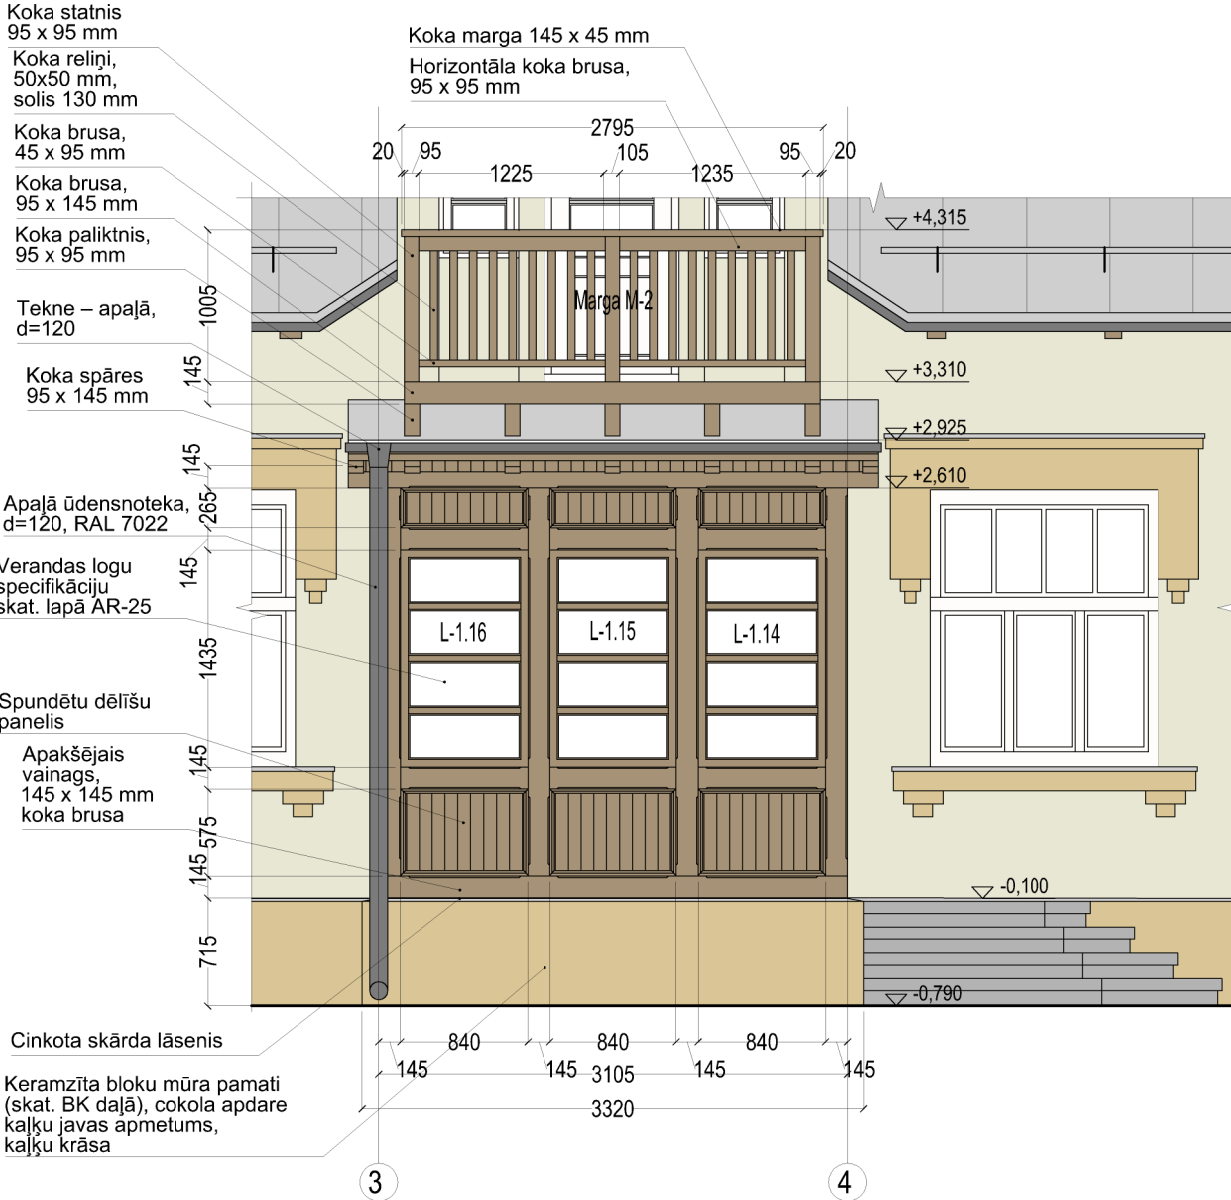 Koka statnis
95 x 95 mm
Koka reliņi,
50x50 mm,
solis 130 mm
Koka brusa,
45 x 95 mm
Koka brusa,
95 x 145 mm
Koka paliktnis,
95 x 95 mm
Tekne – apaļā,
d=120
Koka spāres
95 x 145 mm
Apaļā ūdensnoteka,
d=120, RAL 7022
Verandas logu
specifikāciju
skat. lapā AR-25
Spundētu dēlīšu
panelis
Apakšējais
vainags,
145 x 145 mm
koka brusa
Cinkota skārda lāsenis
Keramzīta bloku mūra pamati
(skat. BK daļā), cokola apdare
kaļķu javas apmetums,
kaļķu krāsa
Koka marga 145 x 45 mm
Horizontāla koka brusa,
95 x 95 mm
2795
20 95 105 95 20
1225 1235
+4,315
Marga M-2
1005
+3,310
145
+2,925
145
+2,610
265
145
L-1.16 L-1.15 L-1.14
1435
145
575
145
-0,100
715
-0,790
840 840 840
145 145 145 145
3105
3320
3 4